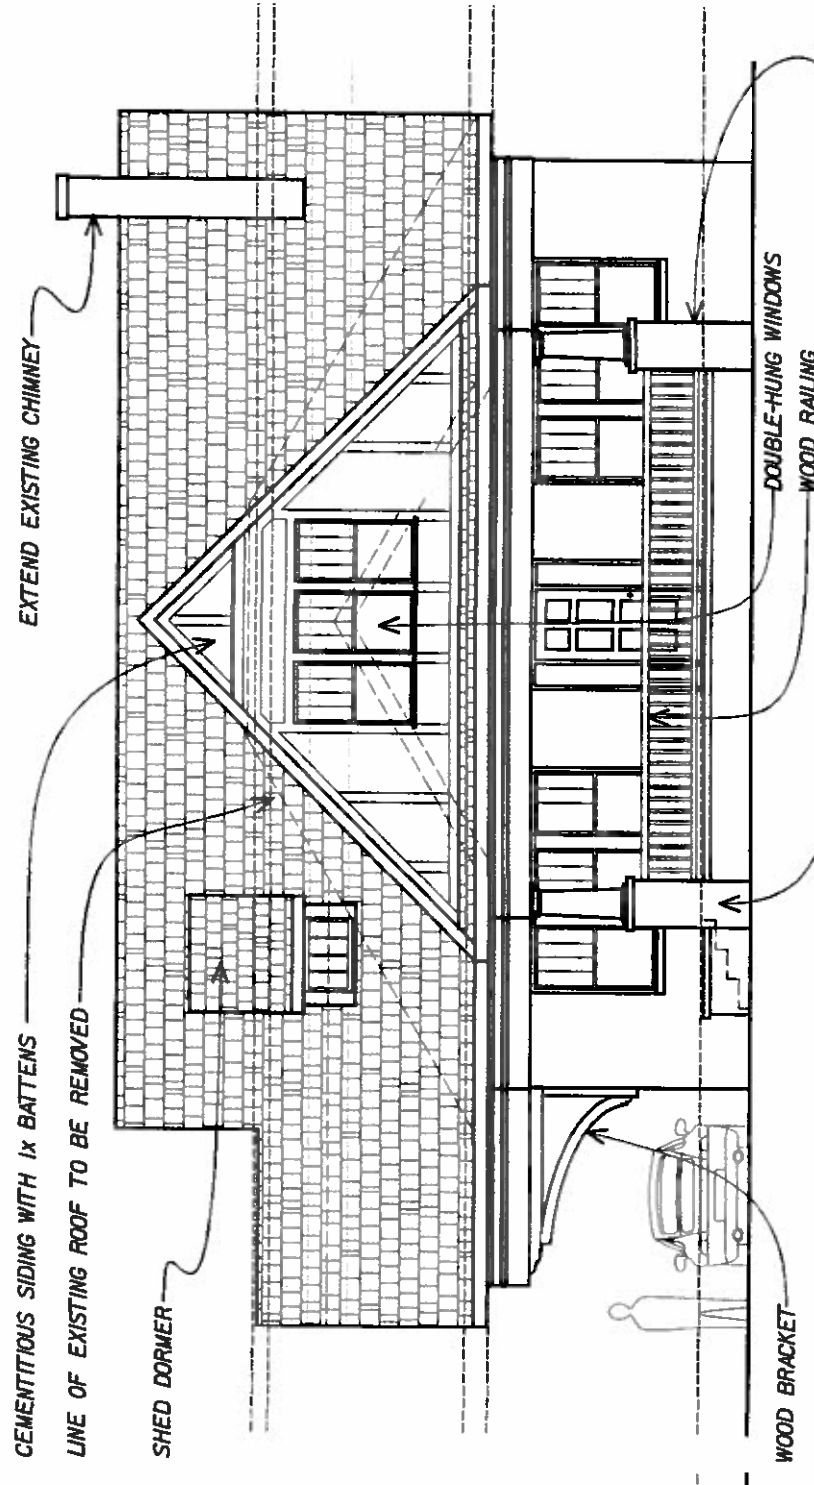 CEMENTITIOUS SIDING WITH 1x BATTENS
LINE OF EXISTING ROOF TO BE REMOVED
SHED DORMER
EXTEND EXISTING CHIMNEY
WOOD BRACKET
DOUBLE-HUNG WINDOWS
WOOD RAILING